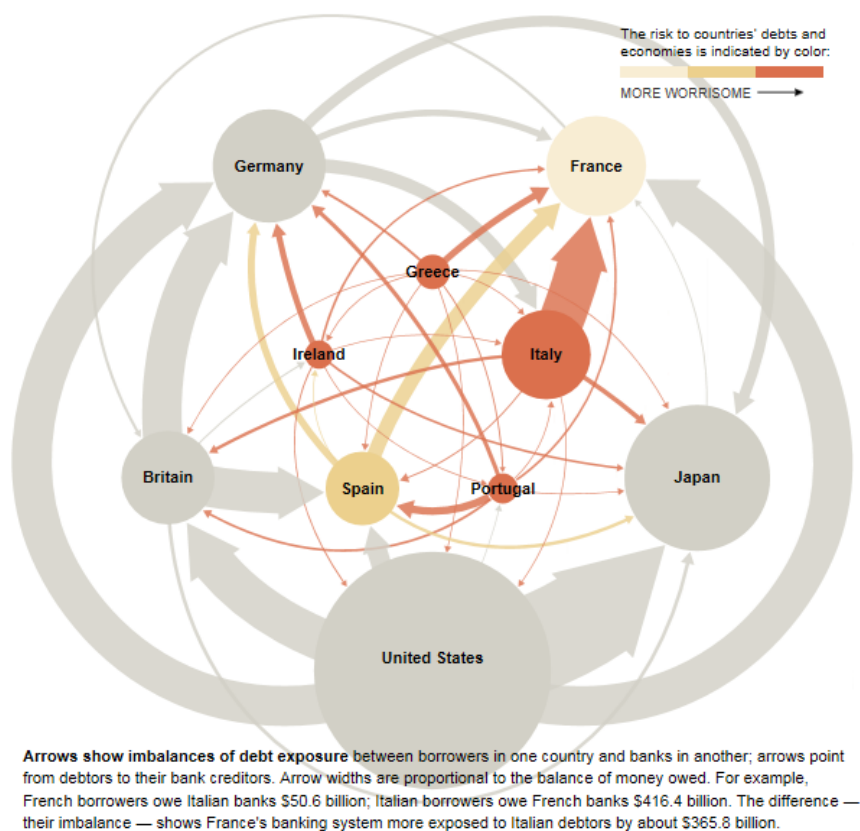 The risk to countries' debts and
economies is indicated by color:
MORE WORRISOME
Germany
France
Greece
Ireland
Italy
Britain
Spain
Portugal
Japan
United States
Arrows show imbalances of debt exposure between borrowers in one country and banks in another; arrows point
from debtors to their bank creditors. Arrow widths are proportional to the balance of money owed. For example,
French borrowers owe Italian banks $50.6 billion; Italian borrowers owe French banks $416.4 billion. The difference —
their imbalance — shows France's banking system more exposed to Italian debtors by about $365.8 billion.